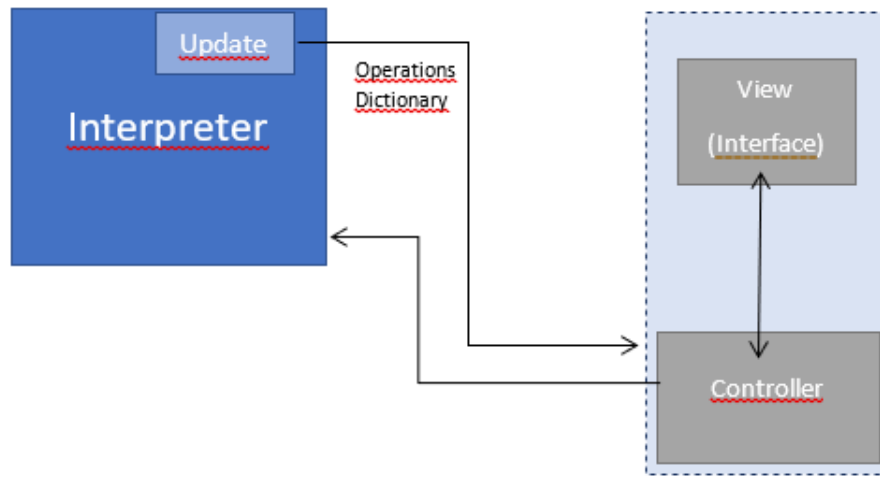 Update
Interpreter
Operations
Dictionary
View
(Interface)
Controller